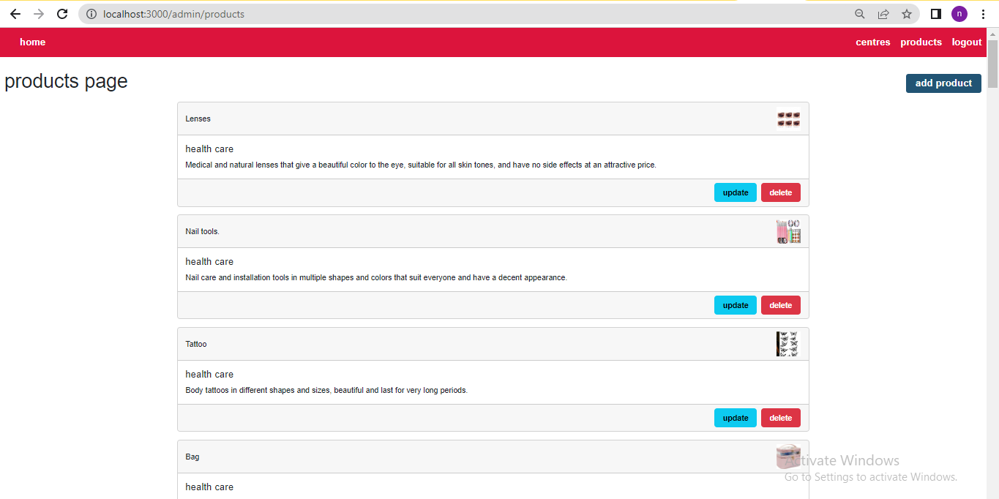 localhost:3000/admin/products
n
home
centres products logout
products page
add product
Lenses
health care
Medical and natural lenses that give a beautiful color to the eye, suitable for all skin tones, and have no side effects at an attractive price.
update delete
Nail tools.
health care
Nail care and installation tools in multiple shapes and colors that suit everyone and have a decent appearance.
update delete
Tattoo
health care
Body tattoos in different shapes and sizes, beautiful and last for very long periods.
update delete
Bag
health care
Activate Windows
Go to Settings to activate Windows.